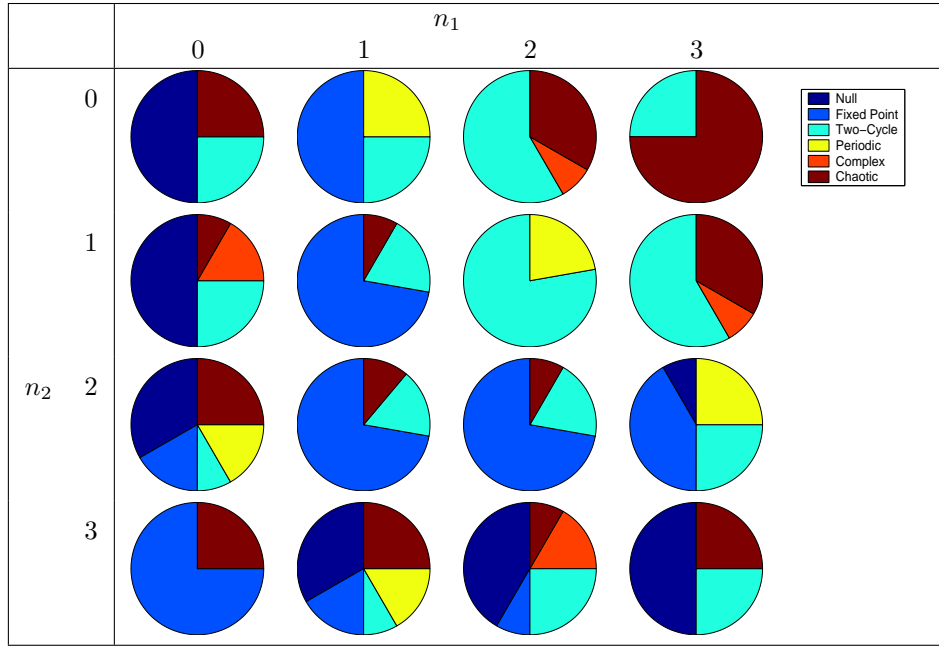 n₁
0 1 2 3
0
1
n₂ 2
3
Null
Fixed Point
Two-Cycle
Periodic
Complex
Chaotic